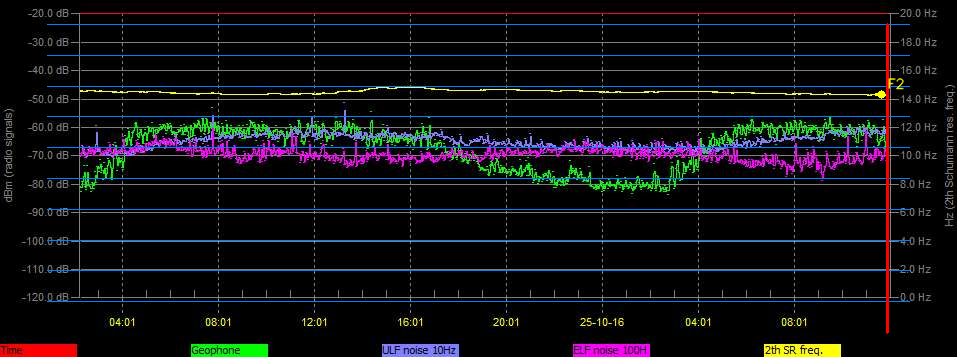 -20.0 dB 20.0 Hz
-30.0 dB 18.0 Hz
-40.0 dB 16.0 Hz
F2
-50.0 dB 14.0 Hz
-60.0 dB 12.0 Hz
-70.0 dB 10.0 Hz
-80.0 dB 8.0 Hz
-90.0 dB 6.0 Hz
-100.0 dB 4.0 Hz
-110.0 dB 2.0 Hz
-120.0 dB 0.0 Hz
dBm (radio signals)
Hz (2th Schumann res. freq.)
04:01 08:01 12:01 16:01 20:01 25-10-16 04:01 08:01
Time Geophone ULF noise 10Hz ELF noise 100H 2th SR freq.